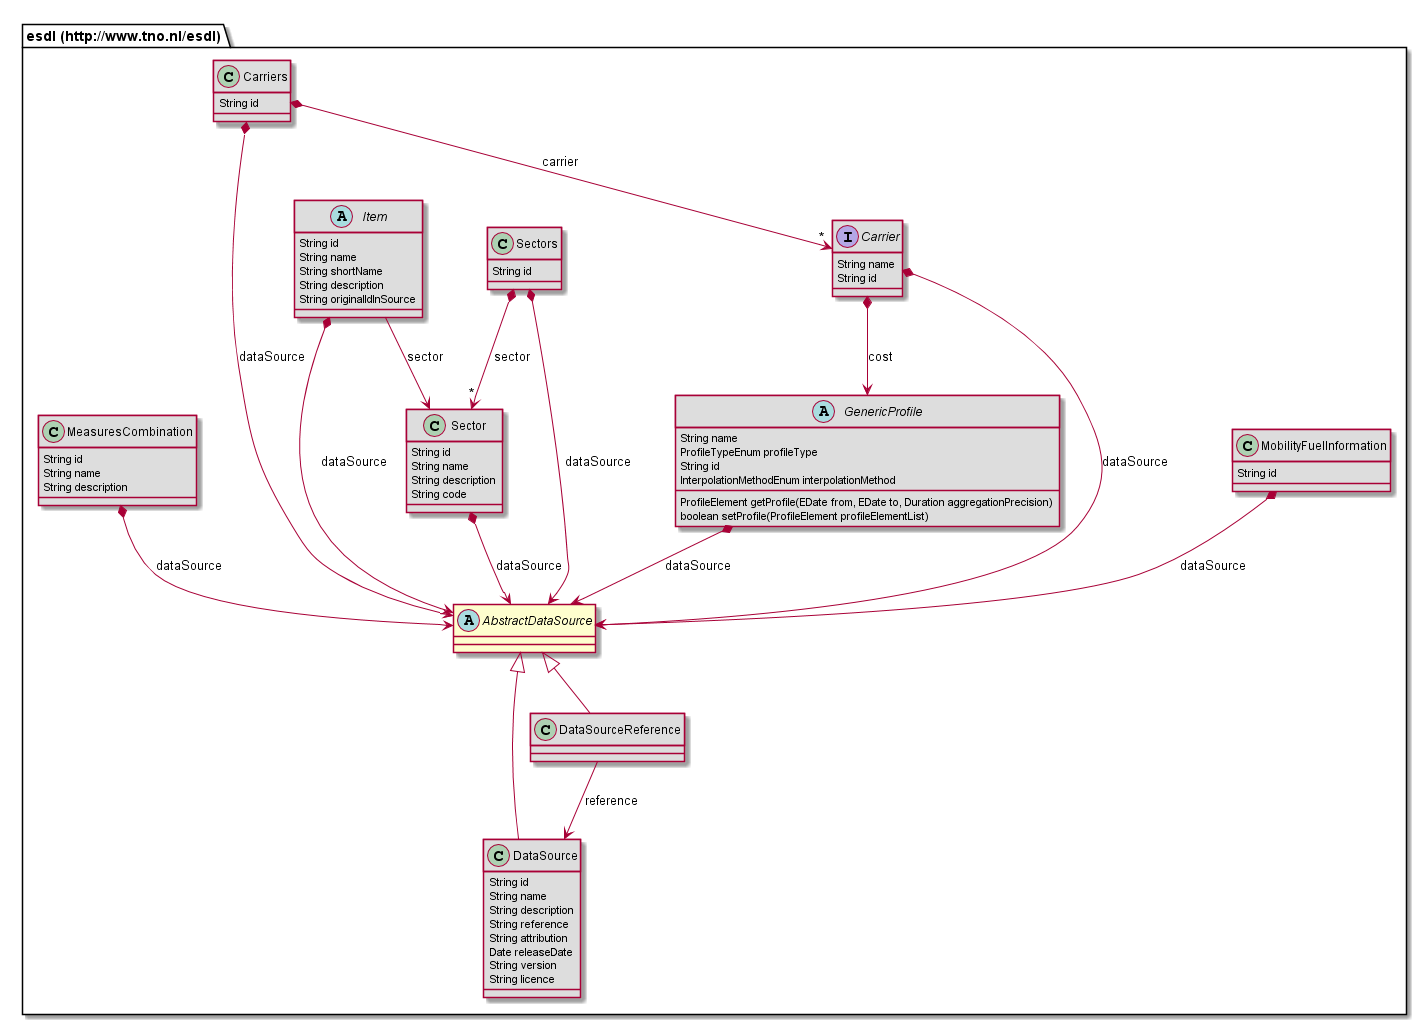 esdl (http://www.tno.nl/esdl)
C Carriers
String id
carrier
A Item
String id
String name
String shortName
String description
String originalIdInSource
C Sectors
String id
*
I Carrier
String name
String id
dataSource
sector
sector
cost
*
C MeasuresCombination
String id
String name
String description
dataSource
C Sector
String id
String name
String description
String code
dataSource
A GenericProfile
String name
ProfileTypeEnum profileType
String id
InterpolationMethodEnum interpolationMethod
ProfileElement getProfile(EDate from, EDate to, Duration aggregationPrecision)
boolean setProfile(ProfileElement profileElementList)
dataSource
C MobilityFuelInformation
String id
dataSource
dataSource
dataSource
dataSource
A AbstractDataSource
C DataSourceReference
reference
C DataSource
String id
String name
String description
String reference
String attribution
Date releaseDate
String version
String licence